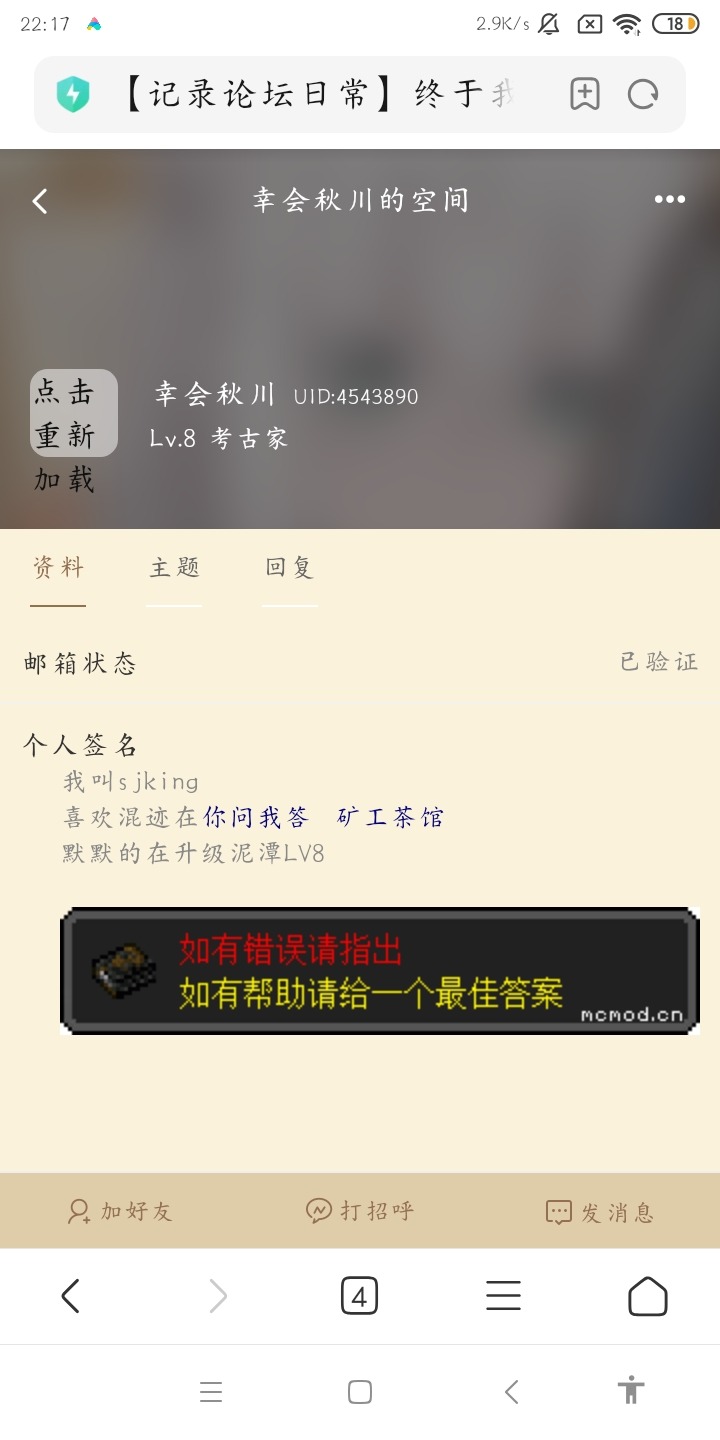 22:17
2.9K/s
18
【记录论坛日常】终于我
幸会秋川的空间
点击
重新
加载
幸会秋川 UID:4543890
Lv.8 考古家
资料 主题 回复
邮箱状态 已验证
个人签名
我叫sjking
喜欢混迹在你问我答 矿工茶馆
默默的在升级泥潭LV8
如有错误请指出
如有帮助请给一个最佳答案
mcmod.cn
加好友 打招呼 发消息
4